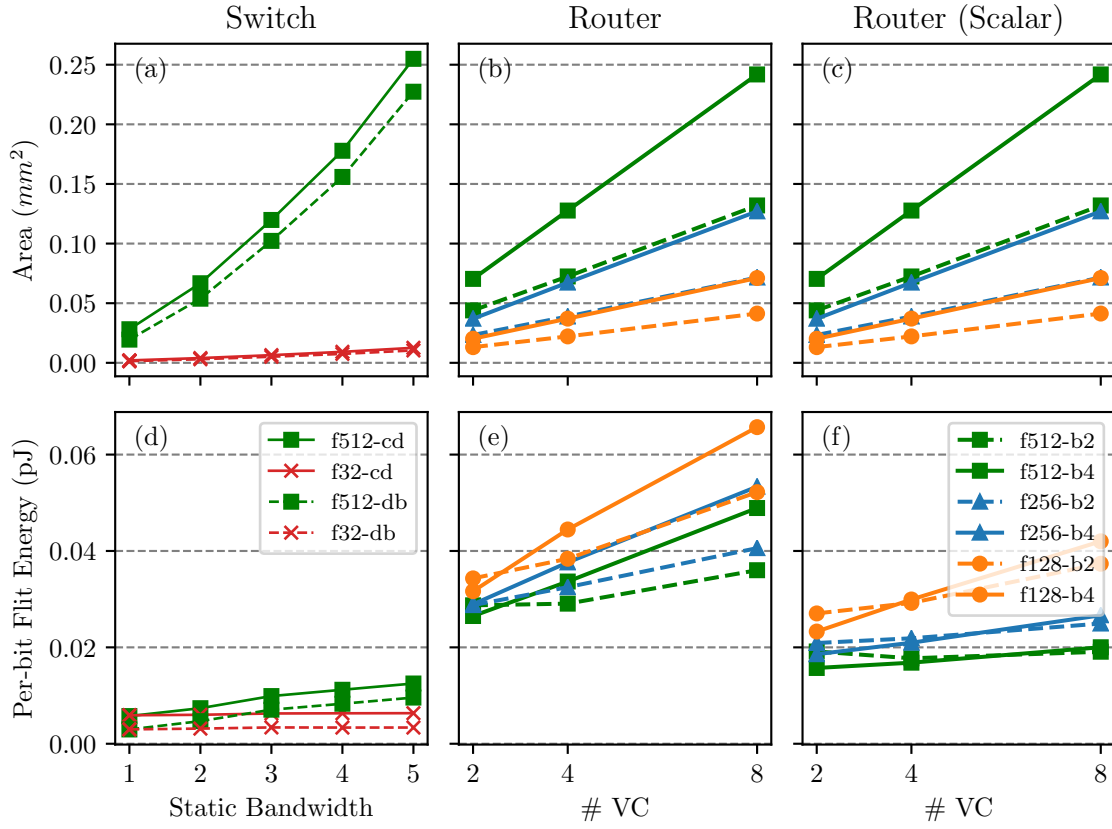 Switch
Router
Router (Scalar)
Area (mm²)
0.25
0.20
0.15
0.10
0.05
0.00
(a)
(b)
(c)
Per-bit Flit Energy (pJ)
0.06
0.04
0.02
0.00
(d)
f512-cd
f32-cd
f512-db
f32-db
(e)
(f)
f512-b2
f512-b4
f256-b2
f256-b4
f128-b2
f128-b4
1 2 3 4 5
Static Bandwidth
2 4 8
# VC
2 4 8
# VC